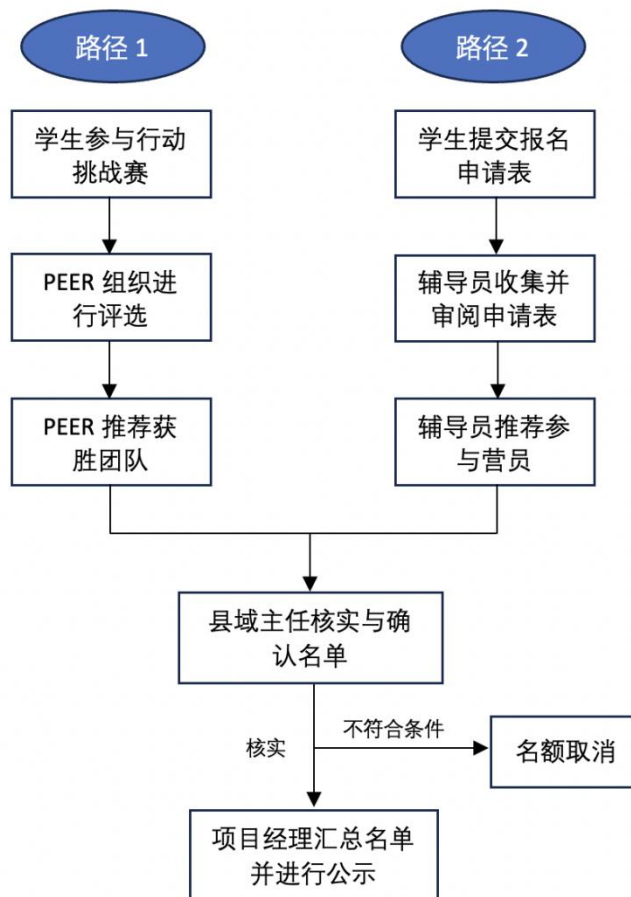 路径 1
路径 2
学生参与行动
挑战赛
学生提交报名
申请表
PEER 组织进
行评选
辅导员收集并
审阅申请表
PEER 推荐获
胜团队
辅导员推荐参
与营员
县域主任核实与确
认名单
核实
不符合条件
名额取消
项目经理汇总名单
并进行公示